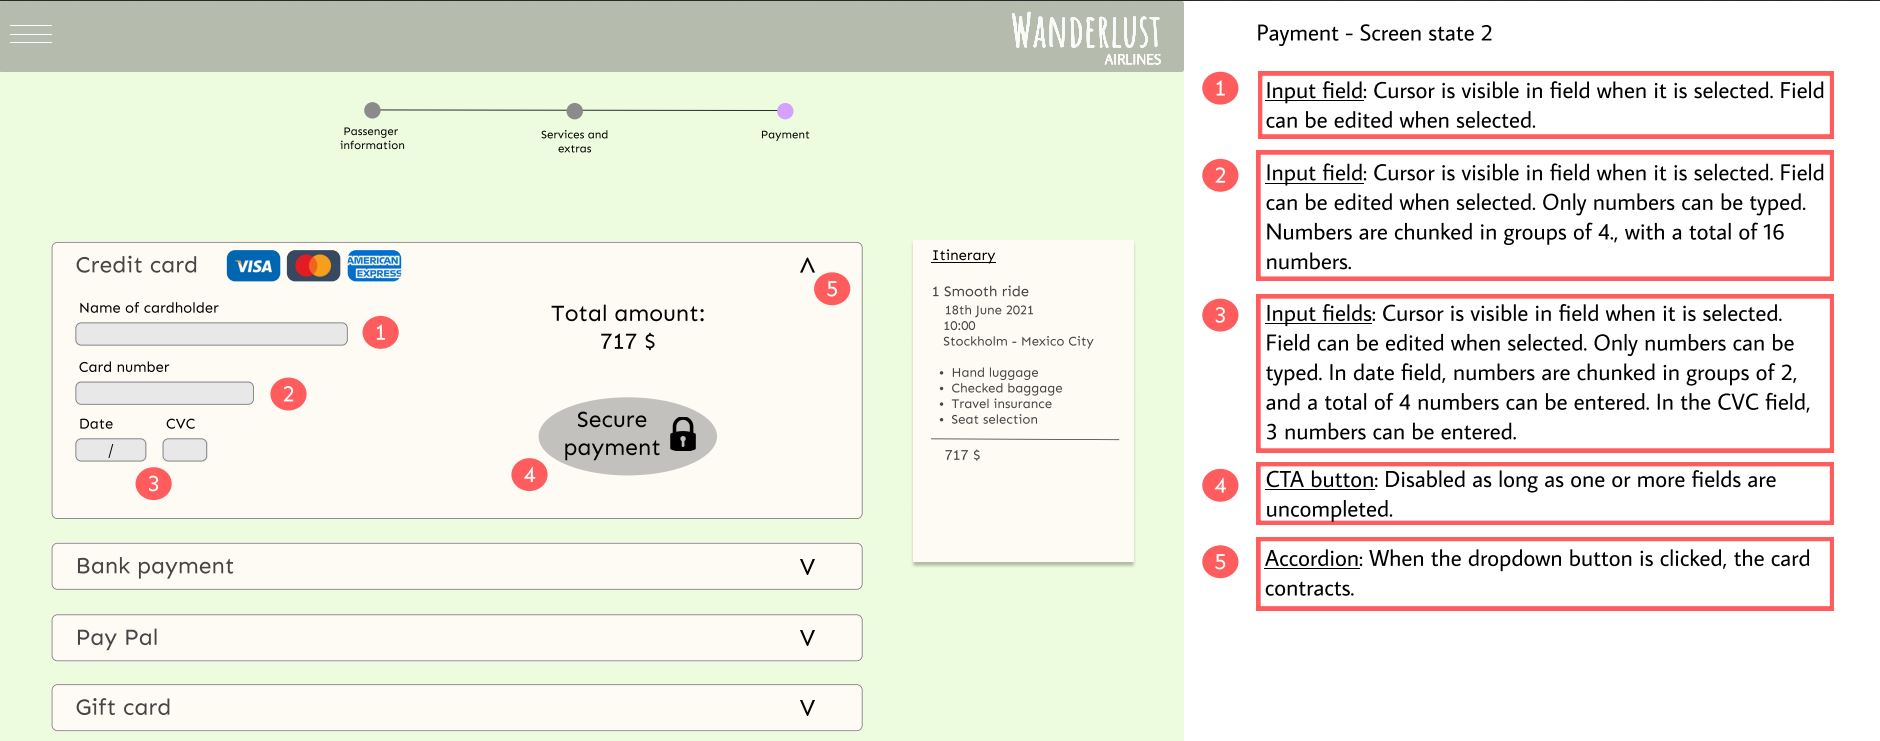 WANDERLUST
AIRLINES
Passenger
information
Services and
extras
Payment
Credit card
VISA
AMERICAN
EXPRESS
^
5
Name of cardholder
1
Card number
2
Date
CVC
/
3
Total amount:
717 $
Secure
payment
4
Bank payment
V
Pay Pal
V
Gift card
V
Itinerary
1 Smooth ride
18th June 2021
10:00
Stockholm - Mexico City
• Hand luggage
• Checked baggage
• Travel insurance
• Seat selection
717 $
Payment - Screen state 2
1
Input field: Cursor is visible in field when it is selected. Field
can be edited when selected.
2
Input field: Cursor is visible in field when it is selected. Field
can be edited when selected. Only numbers can be typed.
Numbers are chunked in groups of 4., with a total of 16
numbers.
3
Input fields: Cursor is visible in field when it is selected.
Field can be edited when selected. Only numbers can be
typed. In date field, numbers are chunked in groups of 2,
and a total of 4 numbers can be entered. In the CVC field,
3 numbers can be entered.
4
CTA button: Disabled as long as one or more fields are
uncompleted.
5
Accordion: When the dropdown button is clicked, the card
contracts.